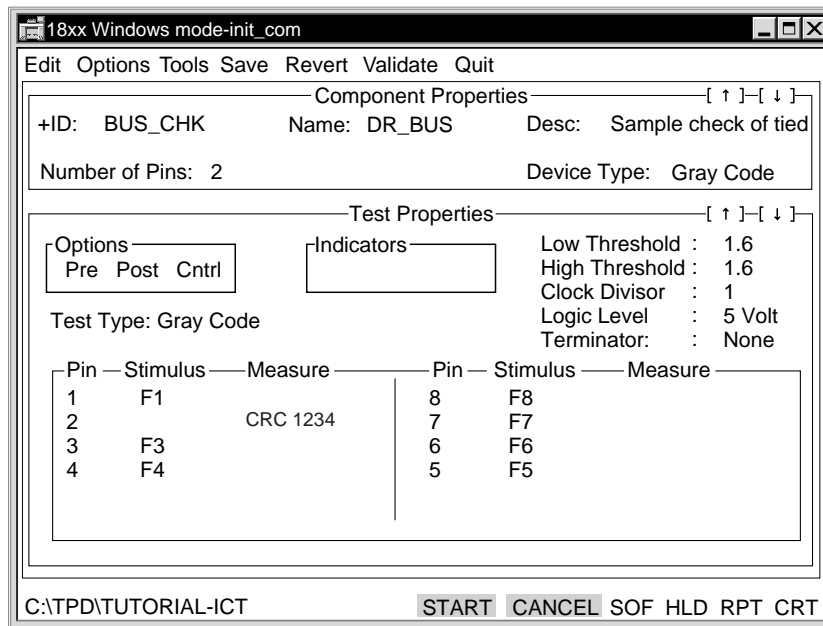 18xx Windows mode-init_com
Edit Options Tools Save Revert Validate Quit
Component Properties [ ↑ ] [ ↓ ]
+ID: BUS_CHK Name: DR_BUS Desc: Sample check of tied
Number of Pins: 2 Device Type: Gray Code
Test Properties [ ↑ ] [ ↓ ]
Options Indicators Low Threshold : 1.6
Pre Post Cntrl High Threshold : 1.6
Clock Divisor : 1
Test Type: Gray Code Logic Level : 5 Volt
Terminator: : None
Pin Stimulus Measure Pin Stimulus Measure
1 F1 8 F8
2 CRC 1234 7 F7
3 F3 6 F6
4 F4 5 F5
C:\TPD\TUTORIAL-ICT START CANCEL SOF HLD RPT CRT